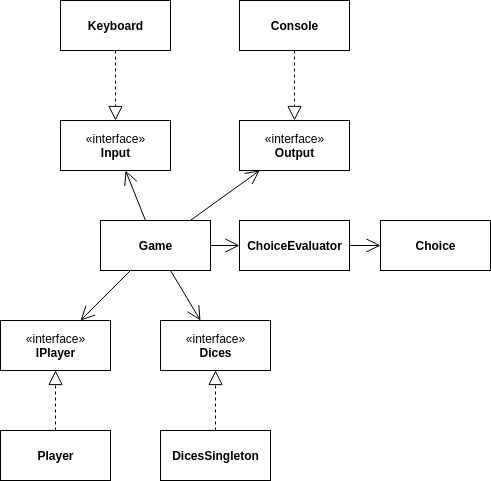 Keyboard
Console
«interface»
Input
«interface»
Output
Game
ChoiceEvaluator
Choice
«interface»
IPlayer
«interface»
Dices
Player
DicesSingleton